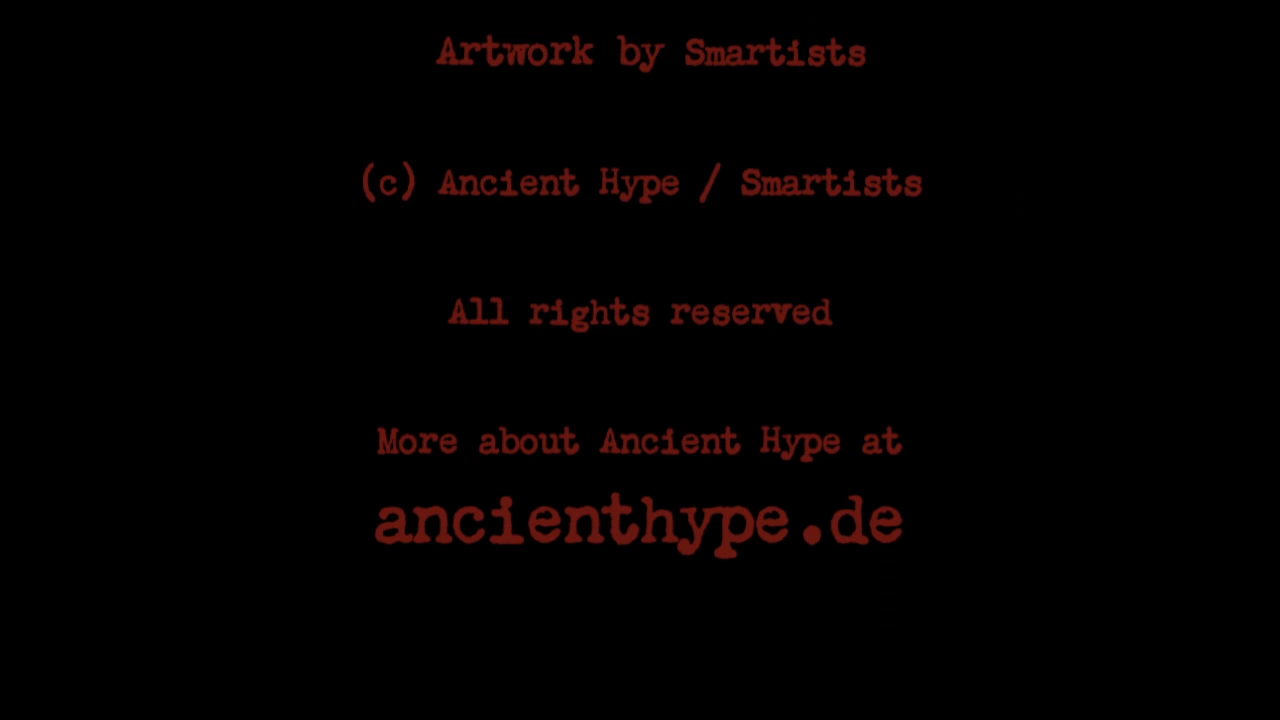 Artwork by Smartists
(c) Ancient Hype / Smartists
All rights reserved
More about Ancient Hype at
ancienthype.de